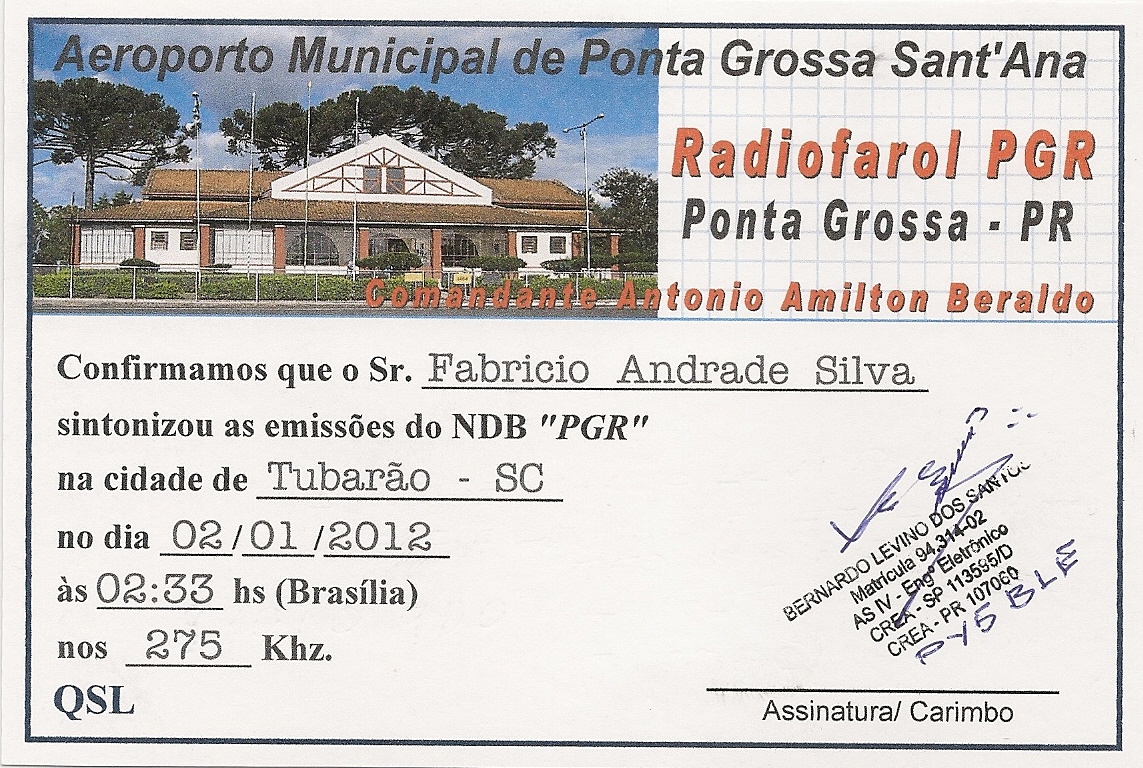 Aeroporto Municipal de Ponta Grossa Sant'Ana
Radiofarol PGR
Ponta Grossa - PR
Comandante Antonio Amilton Beraldo
Confirmamos que o Sr. Fabricio Andrade Silva
sintonizou as emissões do NDB "PGR"
na cidade de Tubarão - SC
no dia 02/01/2012
às 02:33 hs (Brasília)
nos 275 Khz.
QSL
BERNARDO LEVINO DOS SANTOS
Matrícula 94.314-02
AS IV - Engº Eletrônico
CREA - SP 113595/D
CREA - PR 107060
PY5 BLE
Assinatura/ Carimbo